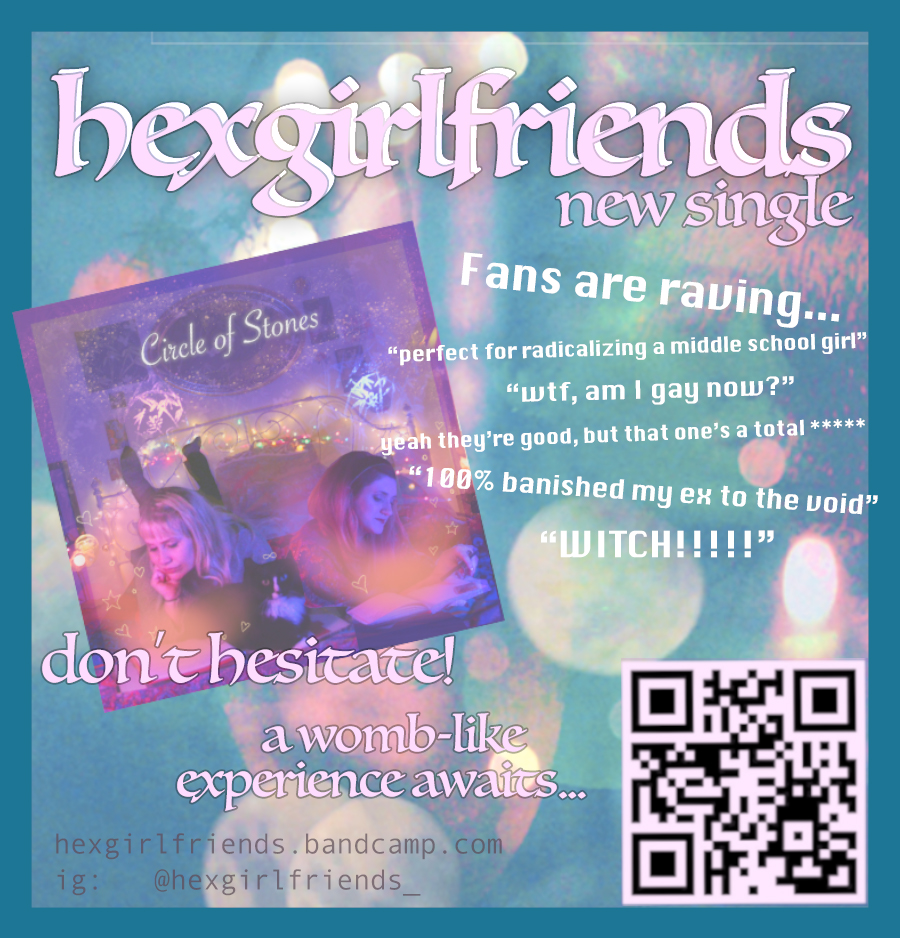 hexgirlfriends
new single
Fans are raving...
Circle of Stones
“perfect for radicalizing a middle school girl”
“wtf, am I gay now?”
yeah they’re good, but that one’s a total *****
“100% banished my ex to the void”
“WITCH!!!!!”
don’t hesitate!
a womb-like
experience awaits...
hexgirlfriends.bandcamp.com
ig: @hexgirlfriends_